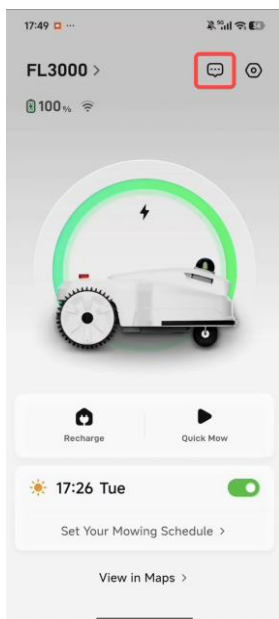 17:49 ...
FL3000 >
100%
Recharge
Quick Mow
17:26 Tue
Set Your Mowing Schedule >
View in Maps >